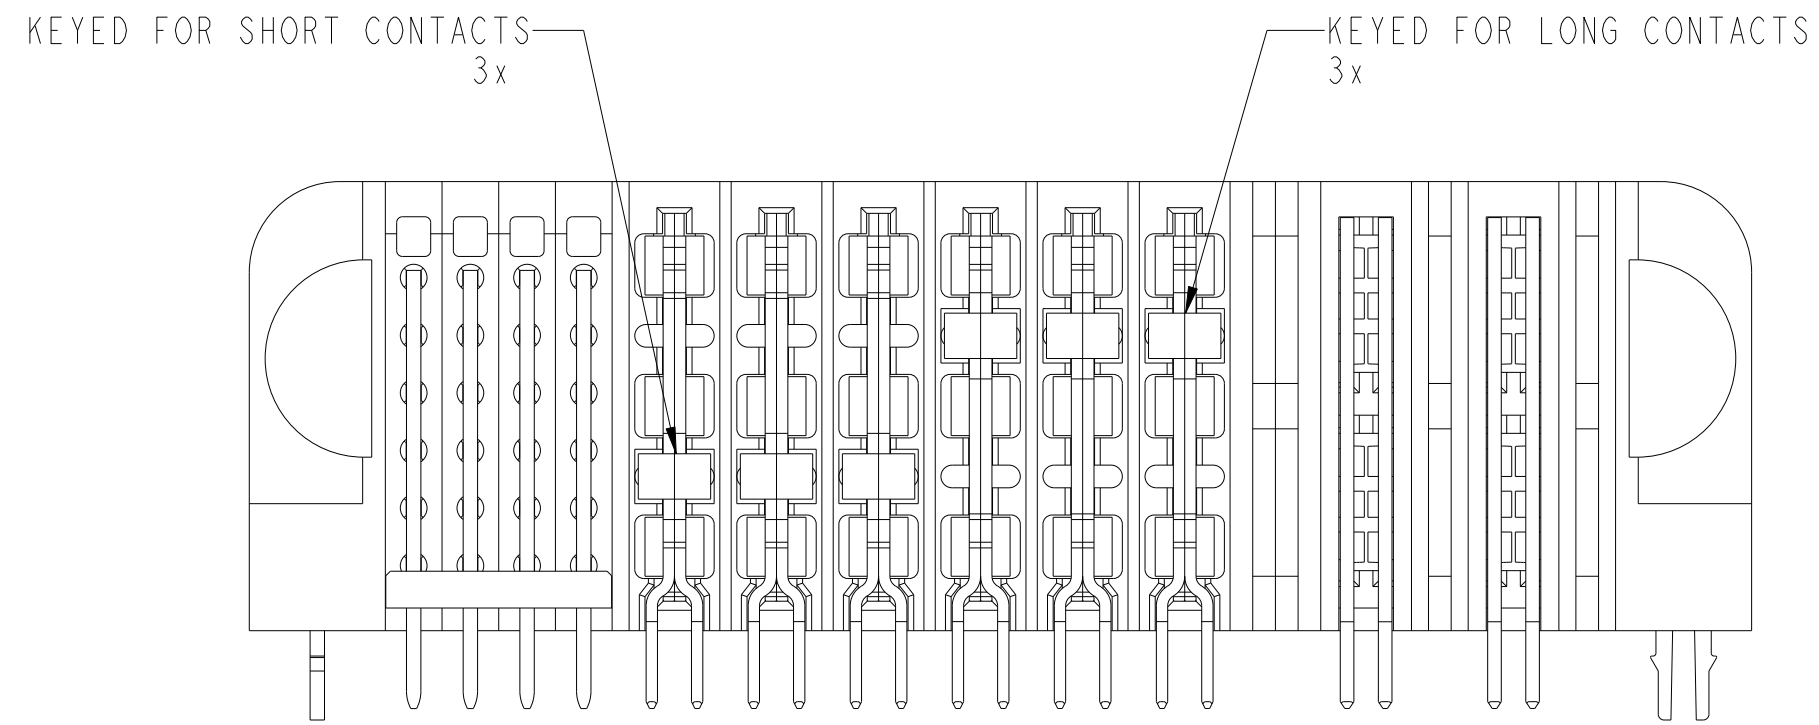 KEYED FOR SHORT CONTACTS
3x
KEYED FOR LONG CONTACTS
3x